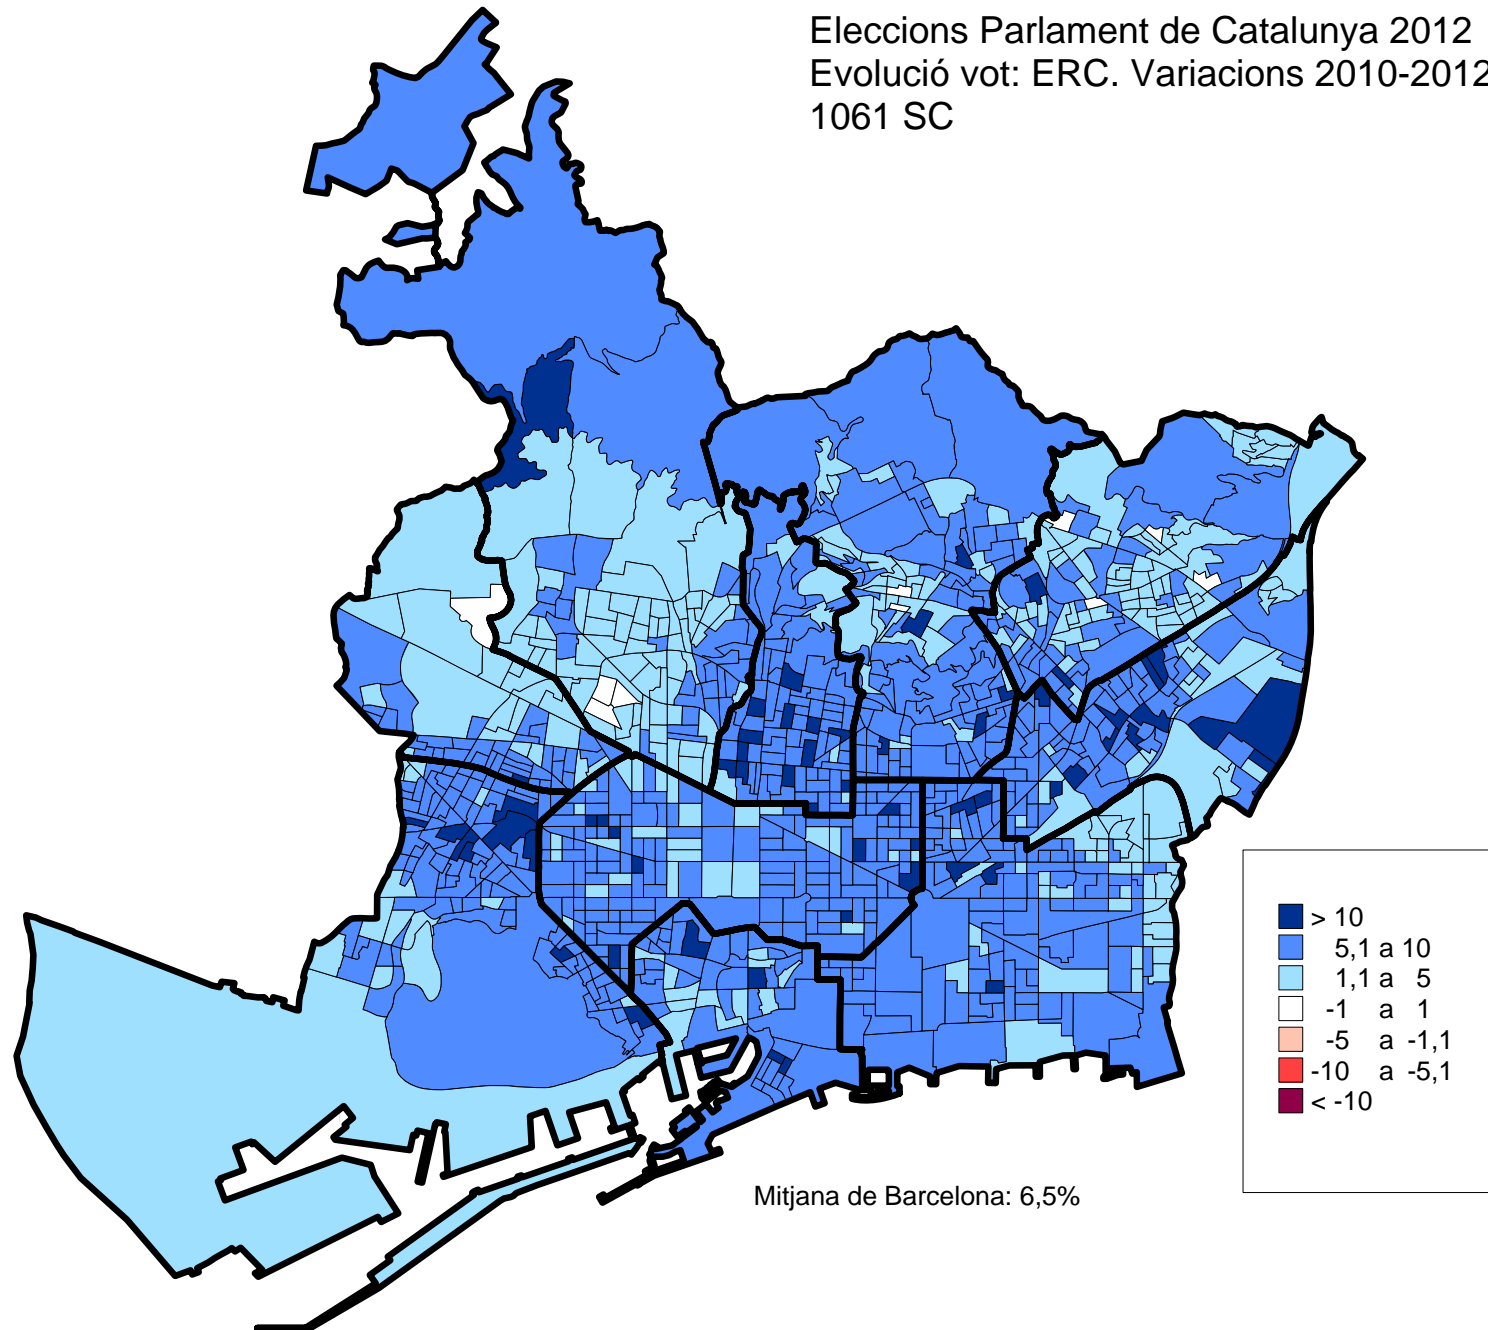 Eleccions Parlament de Catalunya 2012
Evolució vot: ERC. Variacions 2010-2012
1061 SC
> 10
5,1 a 10
1,1 a 5
-1 a 1
-5 a -1,1
-10 a -5,1
< -10
Mitjana de Barcelona: 6,5%